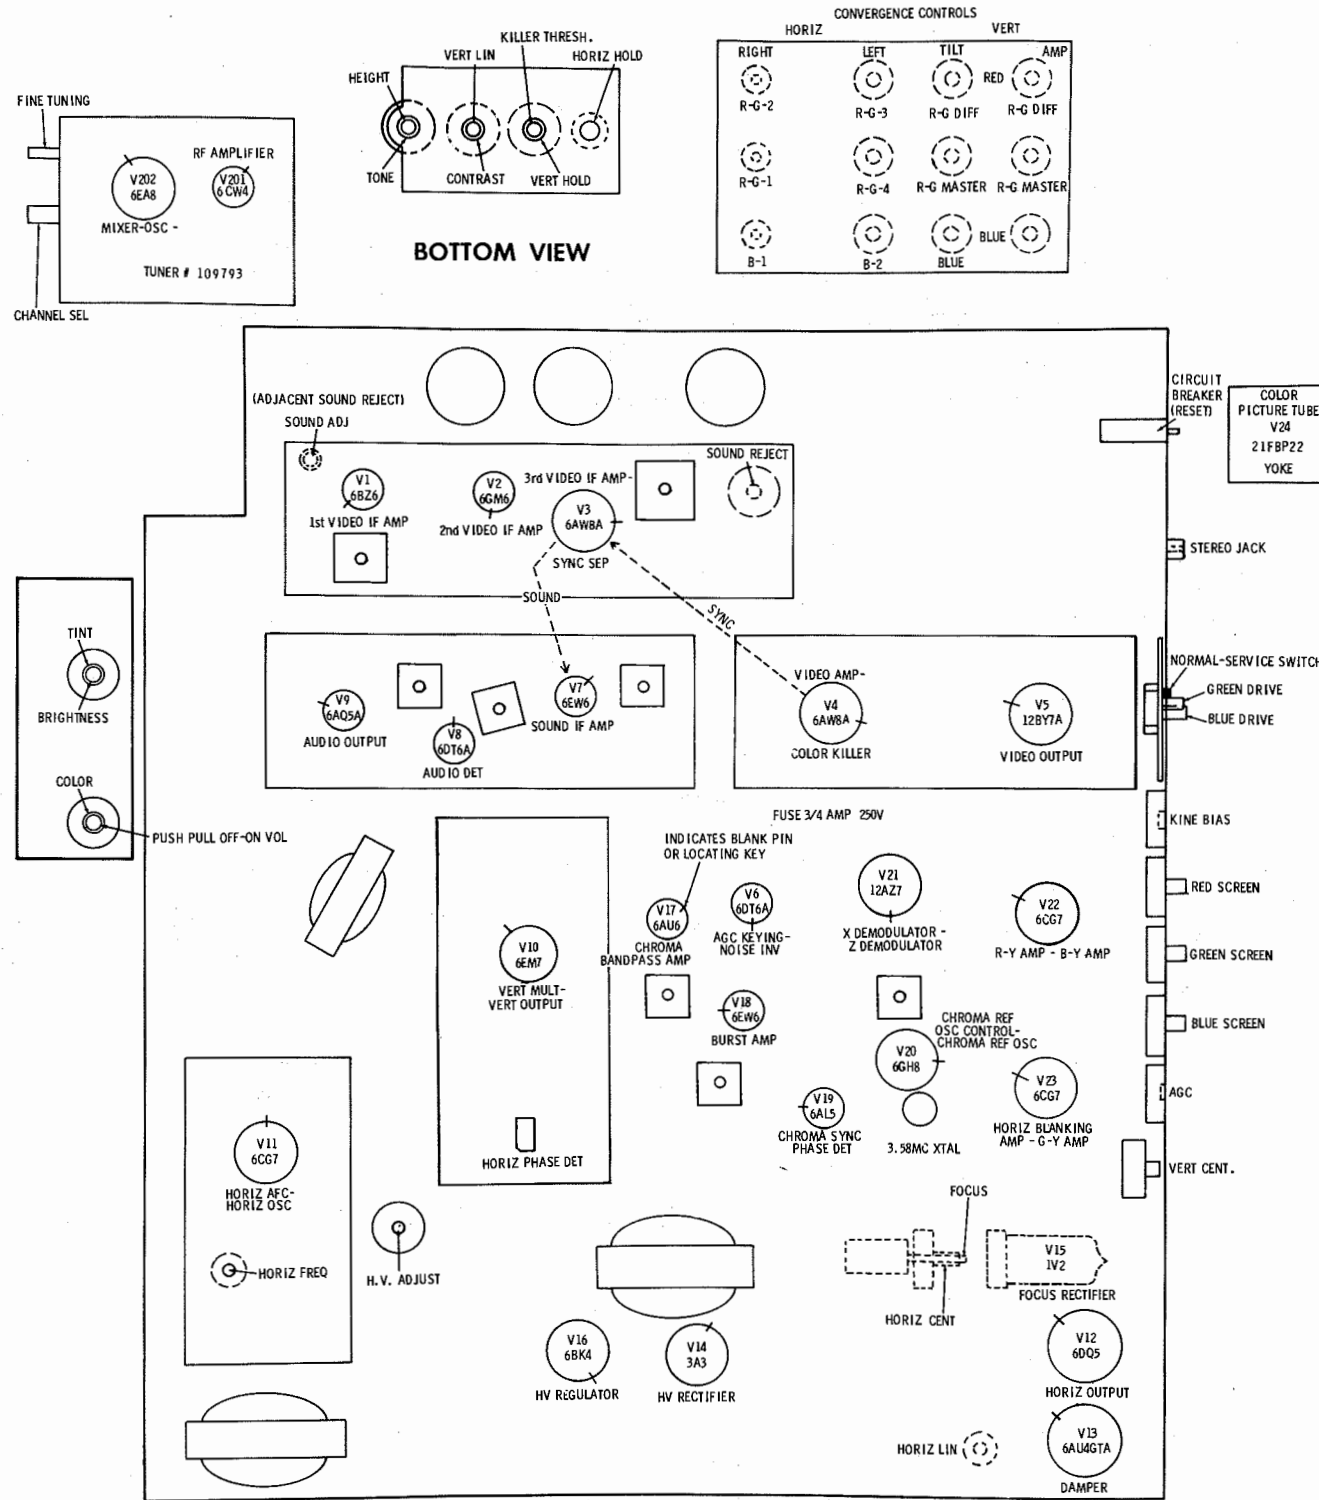 CONVERGENCE CONTROLS
HORIZ
VERT
RIGHT
LEFT
TILT
AMP
RED
R-G-2
R-G-3
R-G DIFF
R-G DIFF
R-G-1
R-G-4
R-G MASTER
R-G MASTER
BLUE
B-1
B-2
BLUE
KILLER THRESH.
VERT LIN
HORIZ HOLD
HEIGHT
TONE
CONTRAST
VERT HOLD
BOTTOM VIEW
FINE TUNING
RF AMPLIFIER
V202
6EA8
V201
6CW4
MIXER-OSC -
TUNER # 109793
CHANNEL SEL
(ADJACENT SOUND REJECT)
SOUND ADJ
V1
6BZ6
1st VIDEO IF AMP
V2
6GM6
2nd VIDEO IF AMP
3rd VIDEO IF AMP-
V3
6AW8A
SYNC SEP
SOUND REJECT
SOUND
SYNC
CIRCUIT
BREAKER
(RESET)
COLOR
PICTURE TUBE
V24
21FBP22
YOKE
STEREO JACK
NORMAL-SERVICE SWITCH
GREEN DRIVE
BLUE DRIVE
TINT
BRIGHTNESS
COLOR
PUSH PULL OFF-ON VOL
V9
6AQ5A
AUDIO OUTPUT
V8
6DT6A
AUDIO DET
V7
6EW6
SOUND IF AMP
VIDEO AMP-
V4
6AW8A
COLOR KILLER
V5
12BY7A
VIDEO OUTPUT
FUSE 3/4 AMP 250V
KINE BIAS
INDICATES BLANK PIN
OR LOCATING KEY
V17
6AU6
CHROMA
BANDPASS AMP
V6
6DT6A
AGC KEYING-
NOISE INV
V21
12AZ7
X DEMODULATOR -
Z DEMODULATOR
V22
6CG7
R-Y AMP - B-Y AMP
RED SCREEN
GREEN SCREEN
BLUE SCREEN
V10
6EM7
VERT MULT-
VERT OUTPUT
V18
6EW6
BURST AMP
CHROMA REF
OSC CONTROL-
CHROMA REF OSC
V20
6GH8
V23
6CG7
HORIZ BLANKING
AMP - G-Y AMP
AGC
V19
6AL5
CHROMA SYNC
PHASE DET
3.58MC XTAL
V11
6CG7
HORIZ AFC-
HORIZ OSC
HORIZ PHASE DET
VERT CENT.
HORIZ FREQ
H.V. ADJUST
FOCUS
V15
1V2
FOCUS RECTIFIER
HORIZ CENT
V16
6BK4
HV REGULATOR
V14
3A3
HV RECTIFIER
V12
6DQ5
HORIZ OUTPUT
HORIZ LIN
V13
6AU4GTA
DAMPER